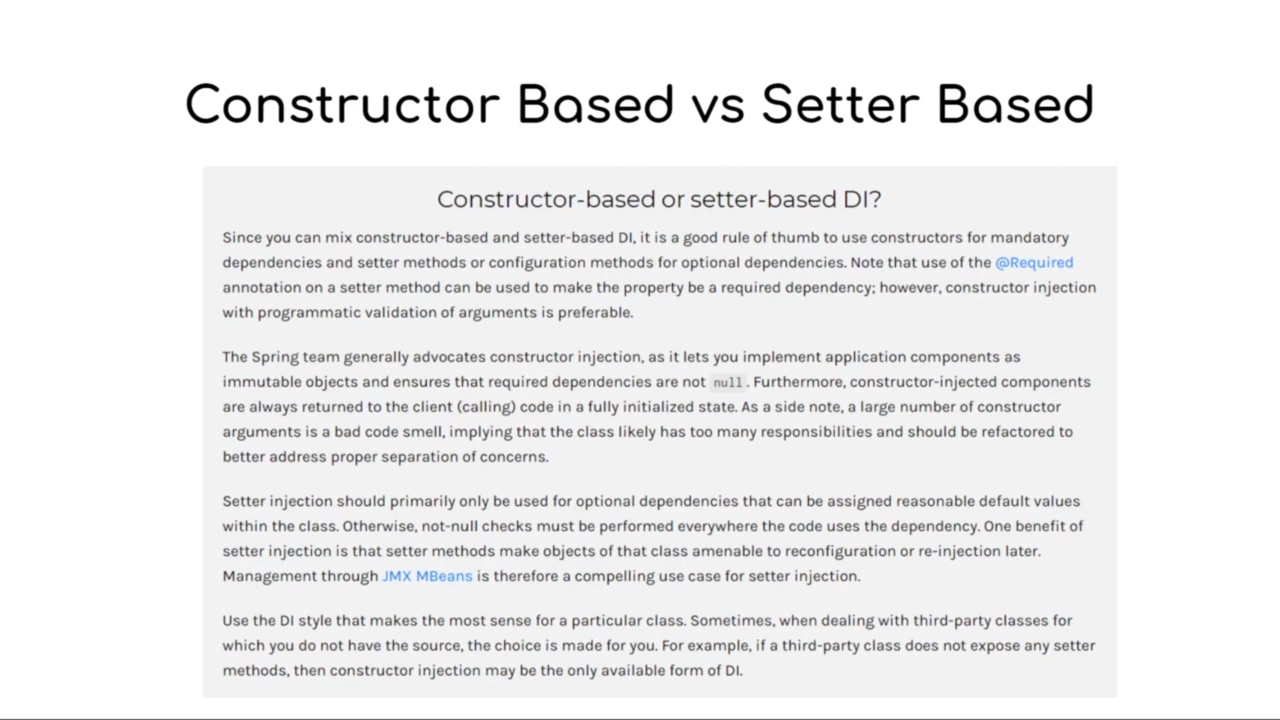 Constructor Based vs Setter Based
Constructor-based or setter-based DI?
Since you can mix constructor-based and setter-based DI, it is a good rule of thumb to use constructors for mandatory
dependencies and setter methods or configuration methods for optional dependencies. Note that use of the @Required
annotation on a setter method can be used to make the property be a required dependency; however, constructor injection
with programmatic validation of arguments is preferable.
The Spring team generally advocates constructor injection, as it lets you implement application components as
immutable objects and ensures that required dependencies are not null. Furthermore, constructor-injected components
are always returned to the client (calling) code in a fully initialized state. As a side note, a large number of constructor
arguments is a bad code smell, implying that the class likely has too many responsibilities and should be refactored to
better address proper separation of concerns.
Setter injection should primarily only be used for optional dependencies that can be assigned reasonable default values
within the class. Otherwise, not-null checks must be performed everywhere the code uses the dependency. One benefit of
setter injection is that setter methods make objects of that class amenable to reconfiguration or re-injection later.
Management through JMX MBeans is therefore a compelling use case for setter injection.
Use the DI style that makes the most sense for a particular class. Sometimes, when dealing with third-party classes for
which you do not have the source, the choice is made for you. For example, if a third-party class does not expose any setter
methods, then constructor injection may be the only available form of DI.